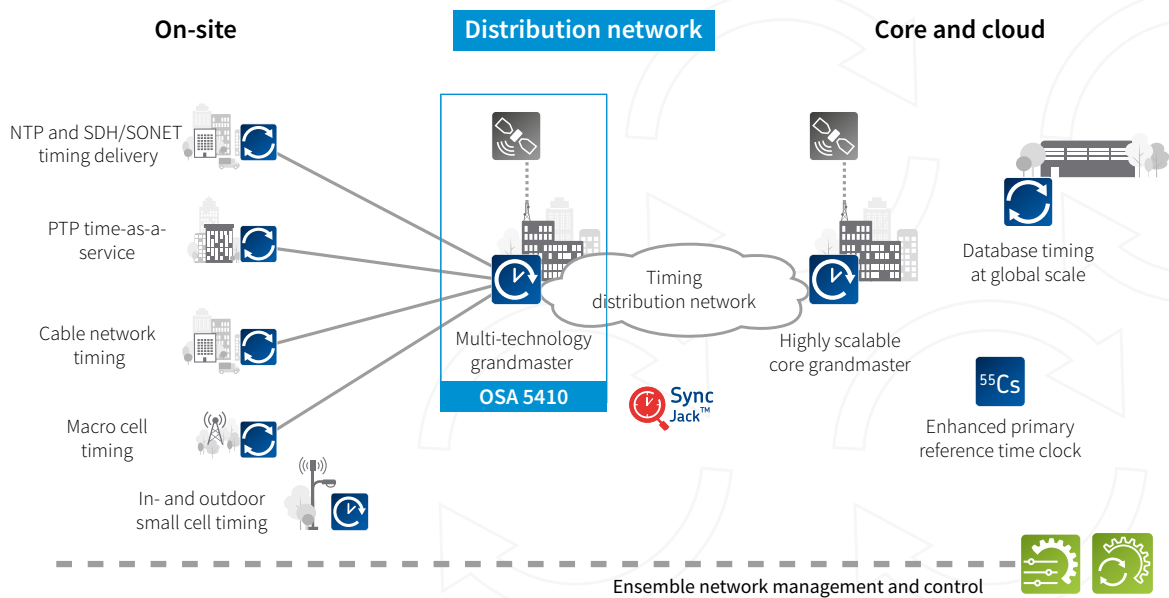 On-site
Distribution network
Core and cloud
NTP and SDH/SONET
timing delivery
PTP time-as-a-
service
Cable network
timing
Macro cell
timing
In- and outdoor
small cell timing
Multi-technology
grandmaster
OSA 5410
Timing
distribution network
Sync
Jack™
Highly scalable
core grandmaster
Database timing
at global scale
⁵⁵Cs
Enhanced primary
reference time clock
Ensemble network management and control